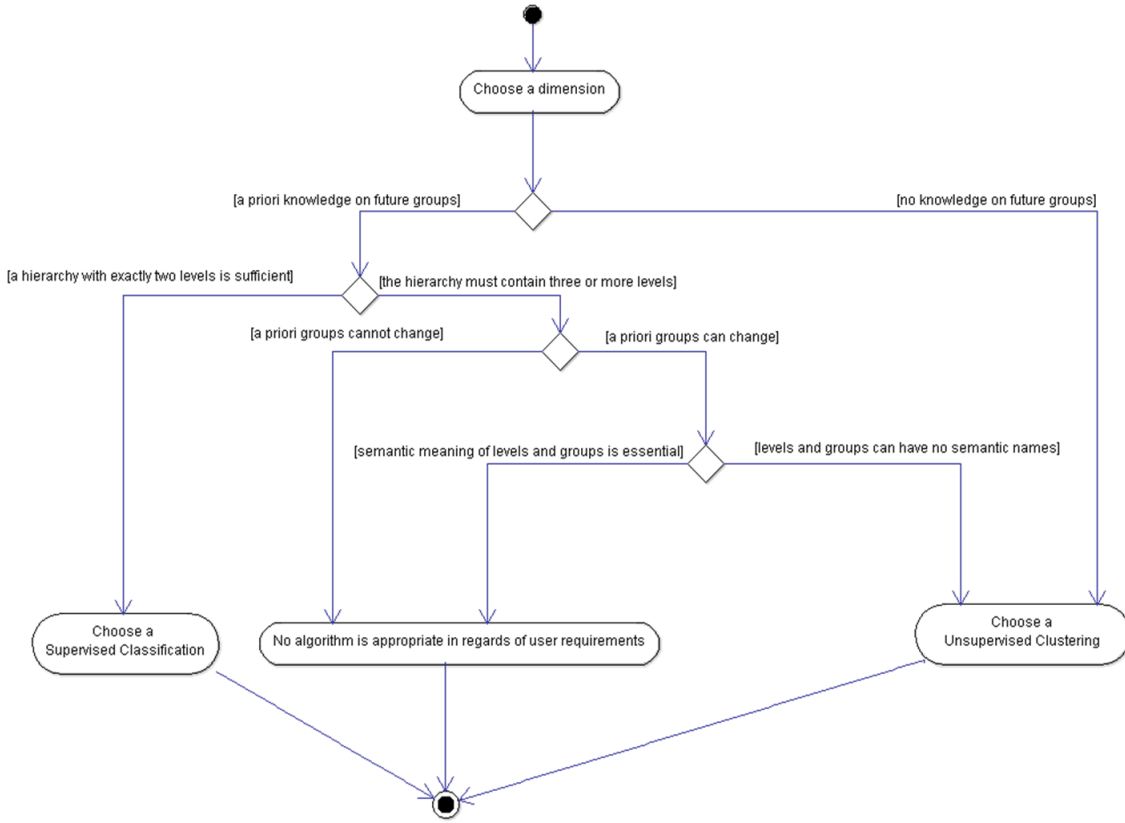 Choose a dimension
[a priori knowledge on future groups]
[no knowledge on future groups]
[a hierarchy with exactly two levels is sufficient]
[the hierarchy must contain three or more levels]
[a priori groups cannot change]
[a priori groups can change]
[semantic meaning of levels and groups is essential]
[levels and groups can have no semantic names]
Choose a
Supervised Classification
No algorithm is appropriate in regards of user requirements
Choose a
Unsupervised Clustering